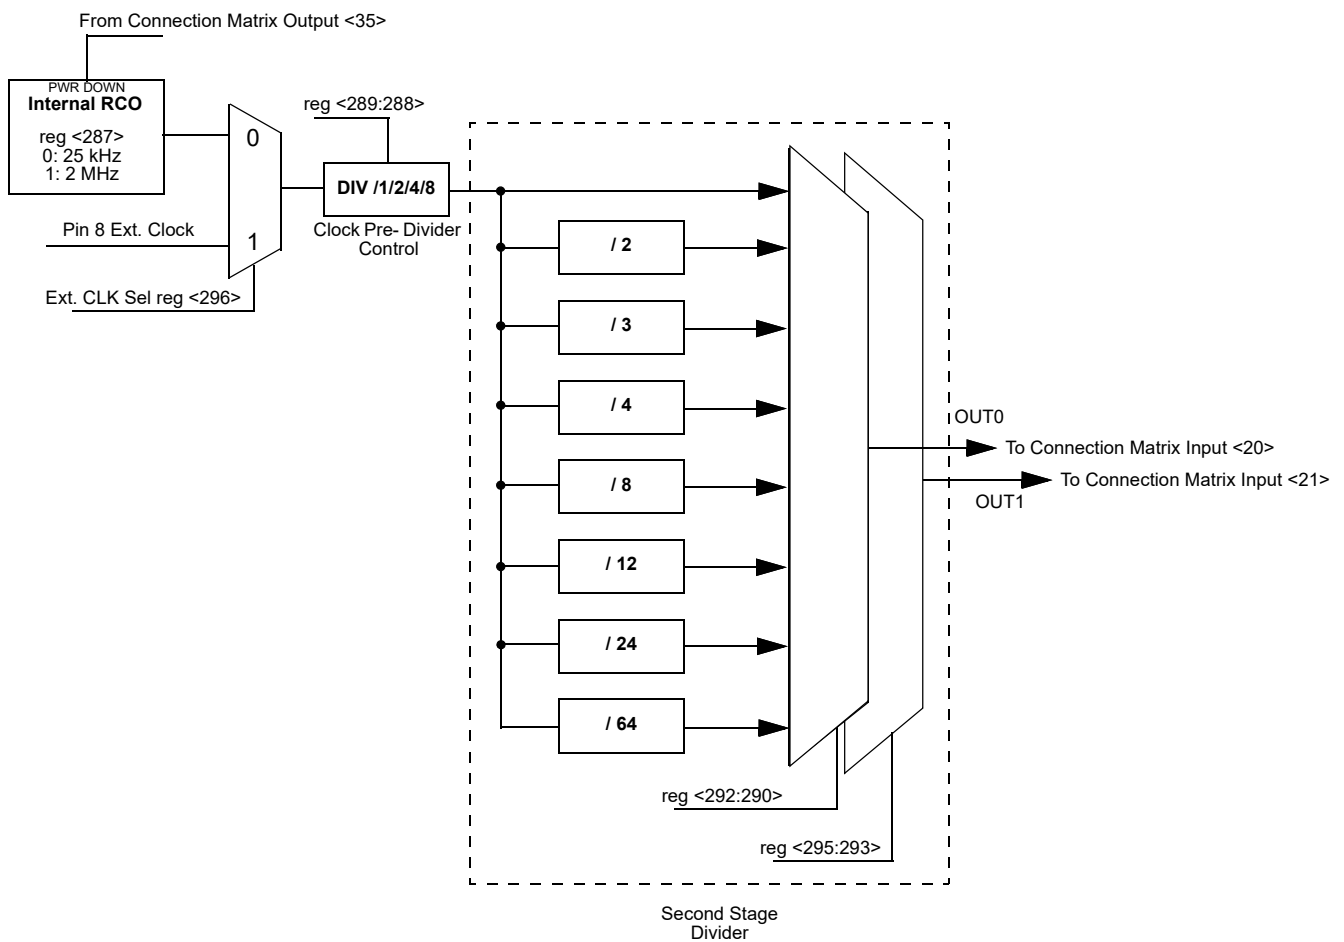 From Connection Matrix Output <35>
PWR DOWN
Internal RCO
reg <287>
0: 25 kHz
1: 2 MHz
0
1
Pin 8 Ext. Clock
Ext. CLK Sel reg <296>
reg <289:288>
DIV /1/2/4/8
Clock Pre- Divider
Control
/ 2
/ 3
/ 4
/ 8
/ 12
/ 24
/ 64
OUT0
To Connection Matrix Input <20>
To Connection Matrix Input <21>
OUT1
reg <292:290>
reg <295:293>
Second Stage
Divider